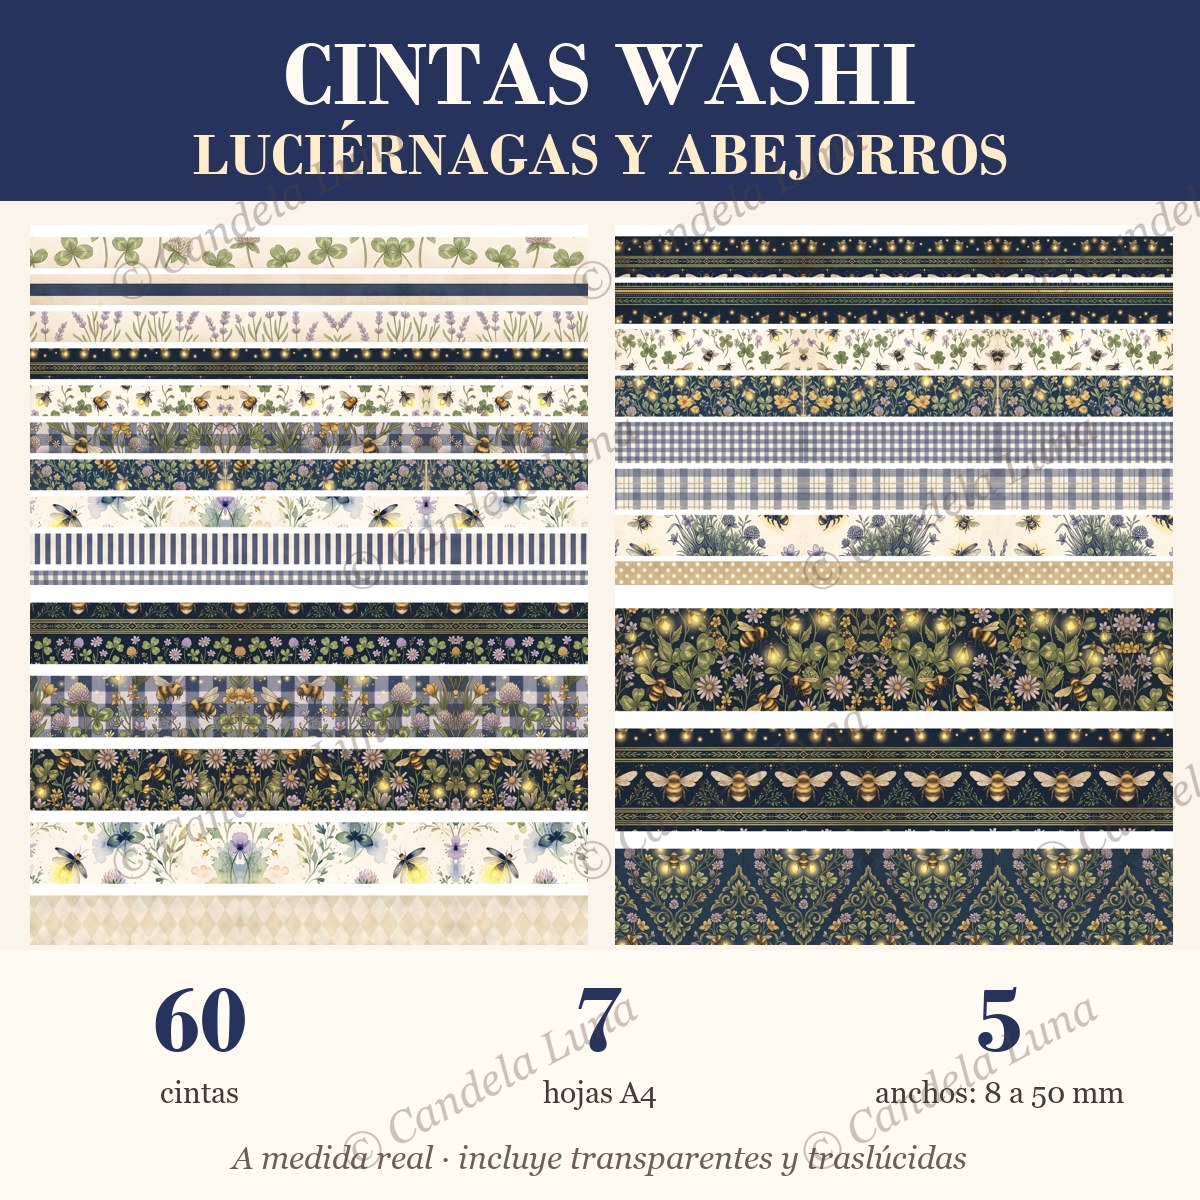 CINTAS WASHI
LUCIÉRNAGAS Y ABEJORROS
60
cintas
7
hojas A4
5
anchos: 8 a 50 mm
A medida real · incluye transparentes y traslúcidas
© Candela Luna